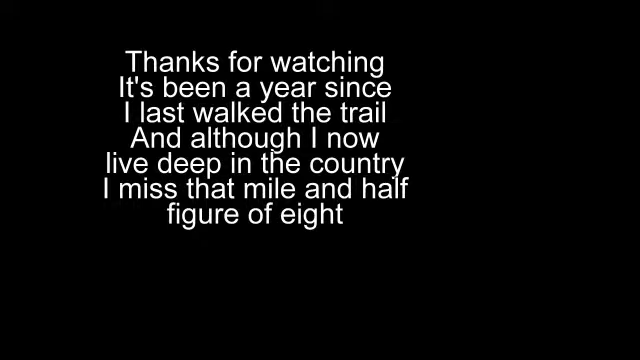 Thanks for watching
It's been a year since
I last walked the trail
And although I now
live deep in the country
I miss that mile and half
figure of eight